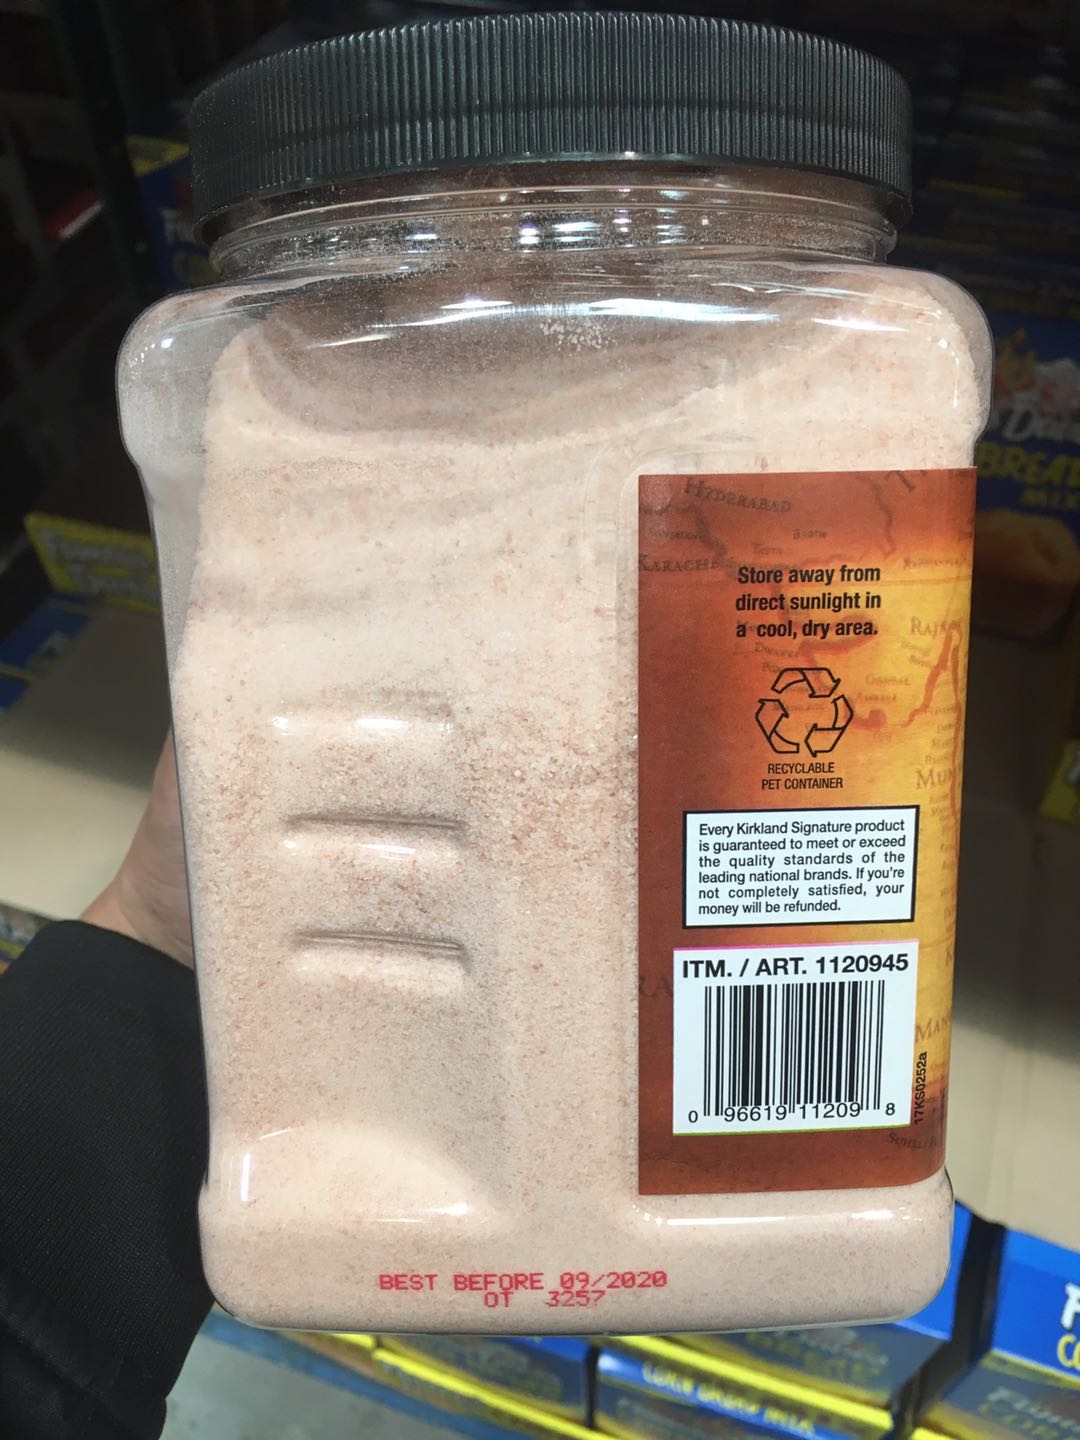 HYDERABAD
KARACHI
Store away from
direct sunlight in
a cool, dry area.
RECYCLABLE
PET CONTAINER
Every Kirkland Signature product
is guaranteed to meet or exceed
the quality standards of the
leading national brands. If you're
not completely satisfied, your
money will be refunded.
ITM. / ART. 1120945
0 96619 11209 8
17KS0252a
BEST BEFORE 09/2020
OT 3257
BREAD
MIX